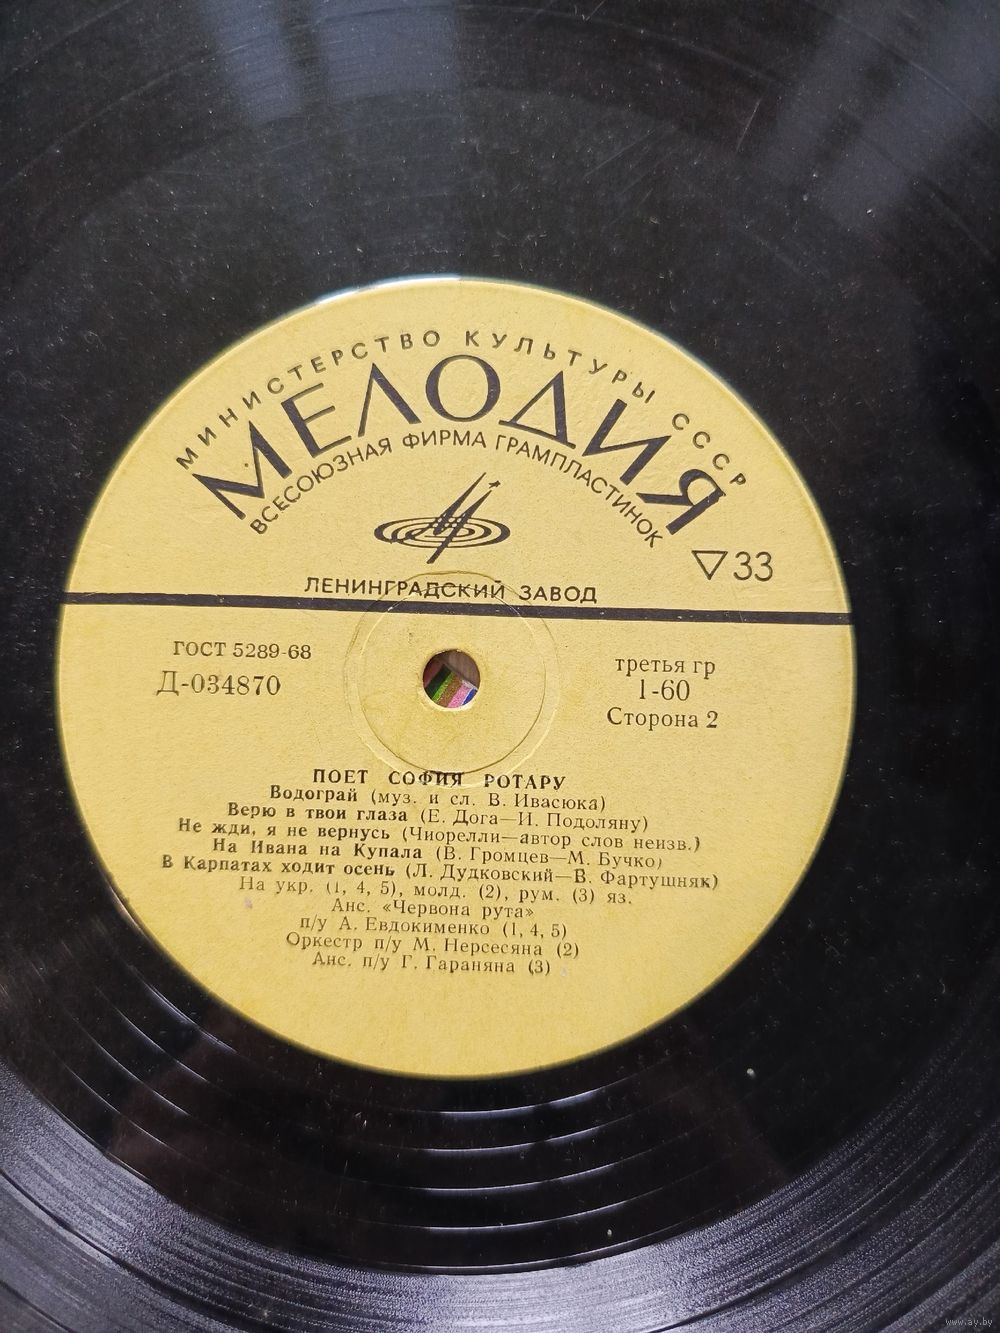 МИНИСТЕРСТВО КУЛЬТУРЫ СССР
МЕЛОДИЯ
ВСЕСОЮЗНАЯ ФИРМА ГРАМПЛАСТИНОК
▽33
ЛЕНИНГРАДСКИЙ ЗАВОД
ГОСТ 5289-68
Д-034870
третья гр
1-60
Сторона 2
ПОЕТ СОФИЯ РОТАРУ
Водограй (муз. и сл. В. Ивасюка)
Верю в твои глаза (Е. Дога—И. Подоляну)
Не жди, я не вернусь (Чиорелли—автор слов неизв.)
На Ивана на Купала (В. Громцев—М. Бучко)
В Карпатах ходит осень (Л. Дудковский—В. Фартушняк)
На укр. (1, 4, 5), молд. (2), рум. (3) яз.
Анс. «Червона рута»
п/у А. Евдокименко (1, 4, 5)
Оркестр п/у М. Нерсесяна (2)
Анс. п/у Г. Гараняна (3)
www.ay.by